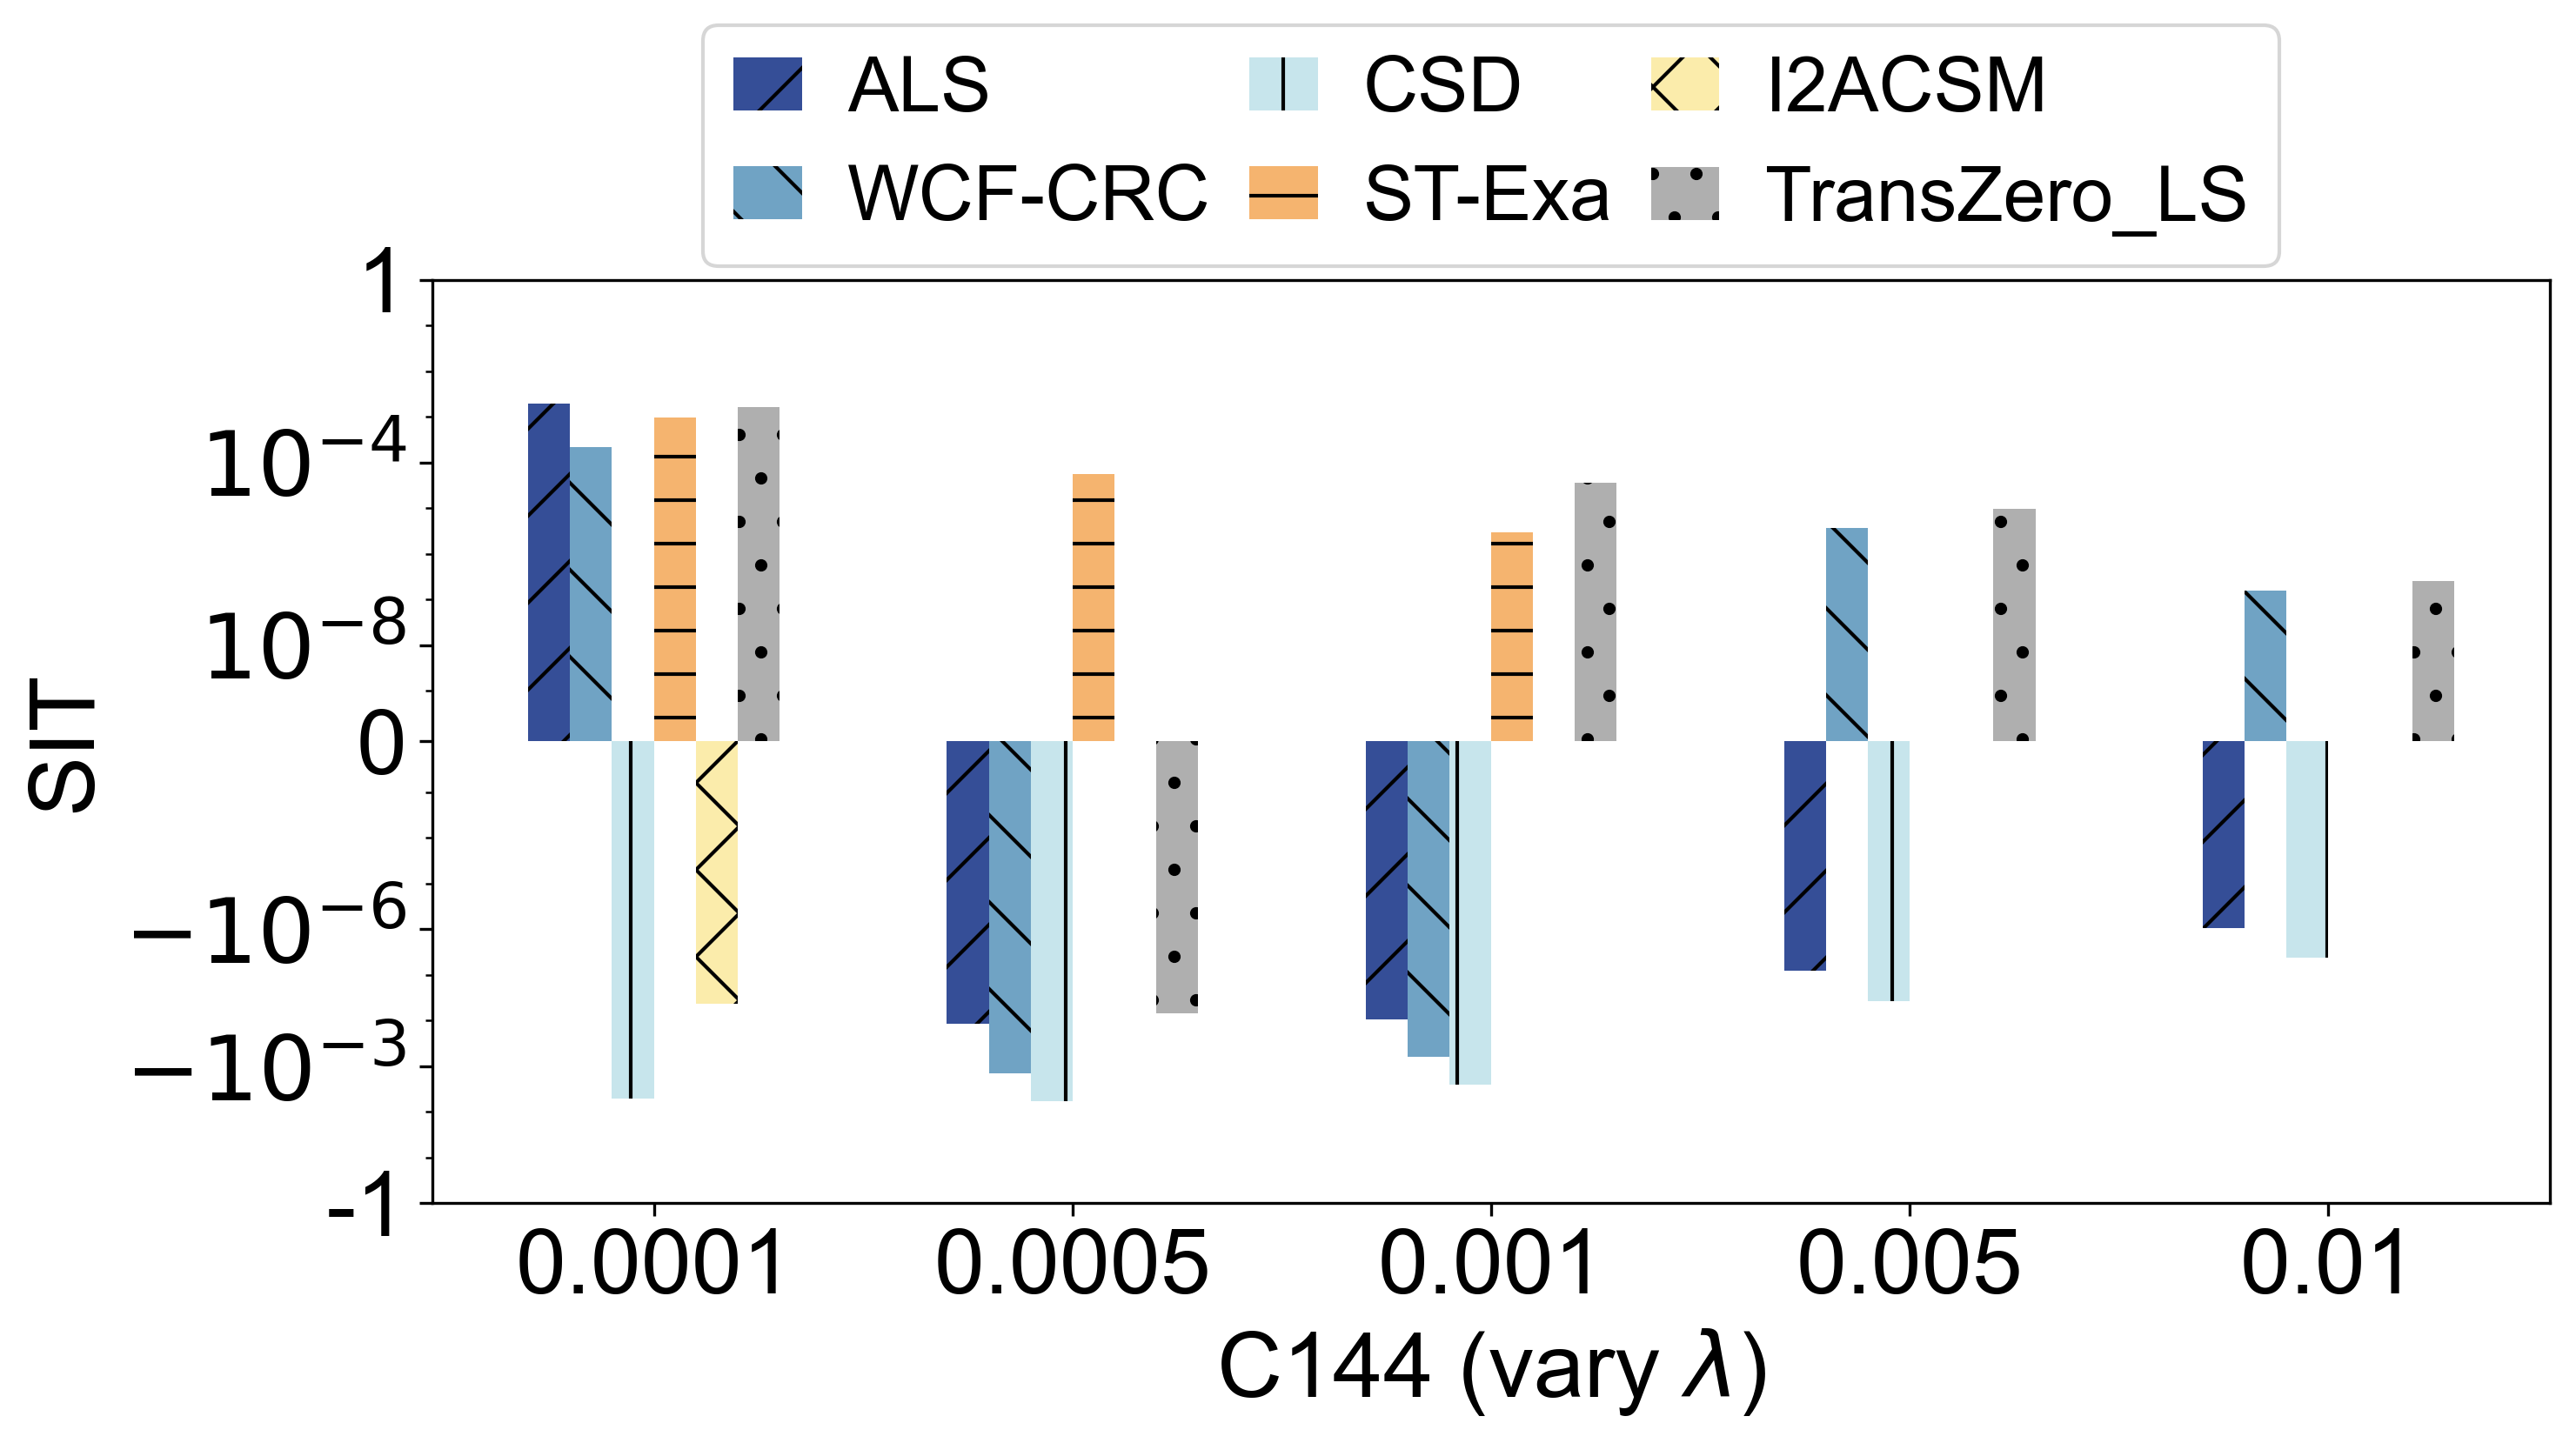 ALS CSD I2ACSM
WCF-CRC ST-Exa TransZero_LS
1
10⁻⁴
10⁻⁸
0
−10⁻⁶
−10⁻³
-1
SIT
0.0001 0.0005 0.001 0.005 0.01
C144 (vary λ)